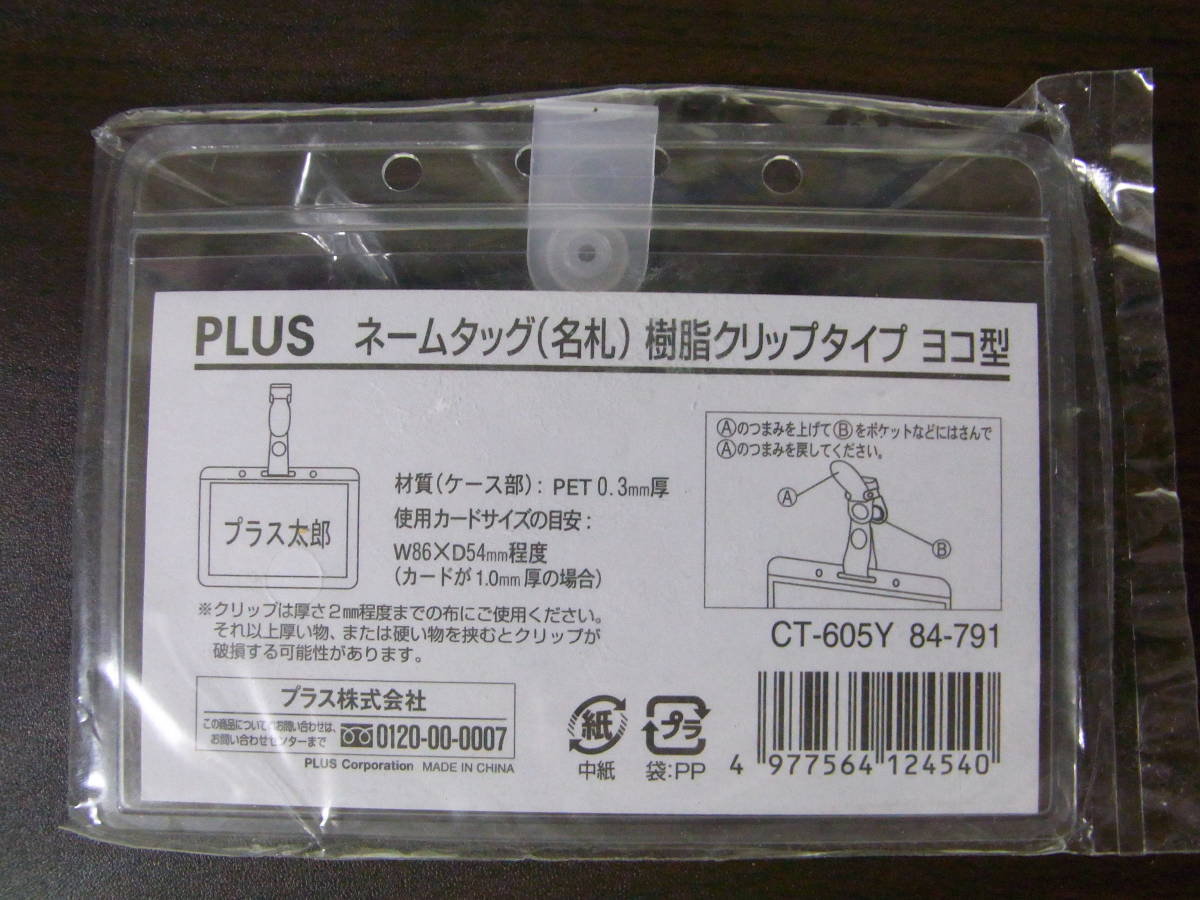 PLUS ネームタッグ(名札) 樹脂クリップタイプ ヨコ型
プラス太郎
材質(ケース部): PET 0.3mm厚
使用カードサイズの目安:
W86×D54mm程度
(カードが1.0mm厚の場合)
※クリップは厚さ2mm程度までの布にご使用ください。
それ以上厚い物、または硬い物を挟むとクリップが
破損する可能性があります。
Ⓐのつまみを上げてⒷをポケットなどにはさんで
Ⓐのつまみを戻してください。
Ⓐ
Ⓑ
CT-605Y 84-791
プラス株式会社
この商品についてのお問い合わせは、
お問い合わせセンターまで 0120-00-0007
PLUS Corporation MADE IN CHINA
紙
中紙
プラ
袋:PP
4 977564 124540